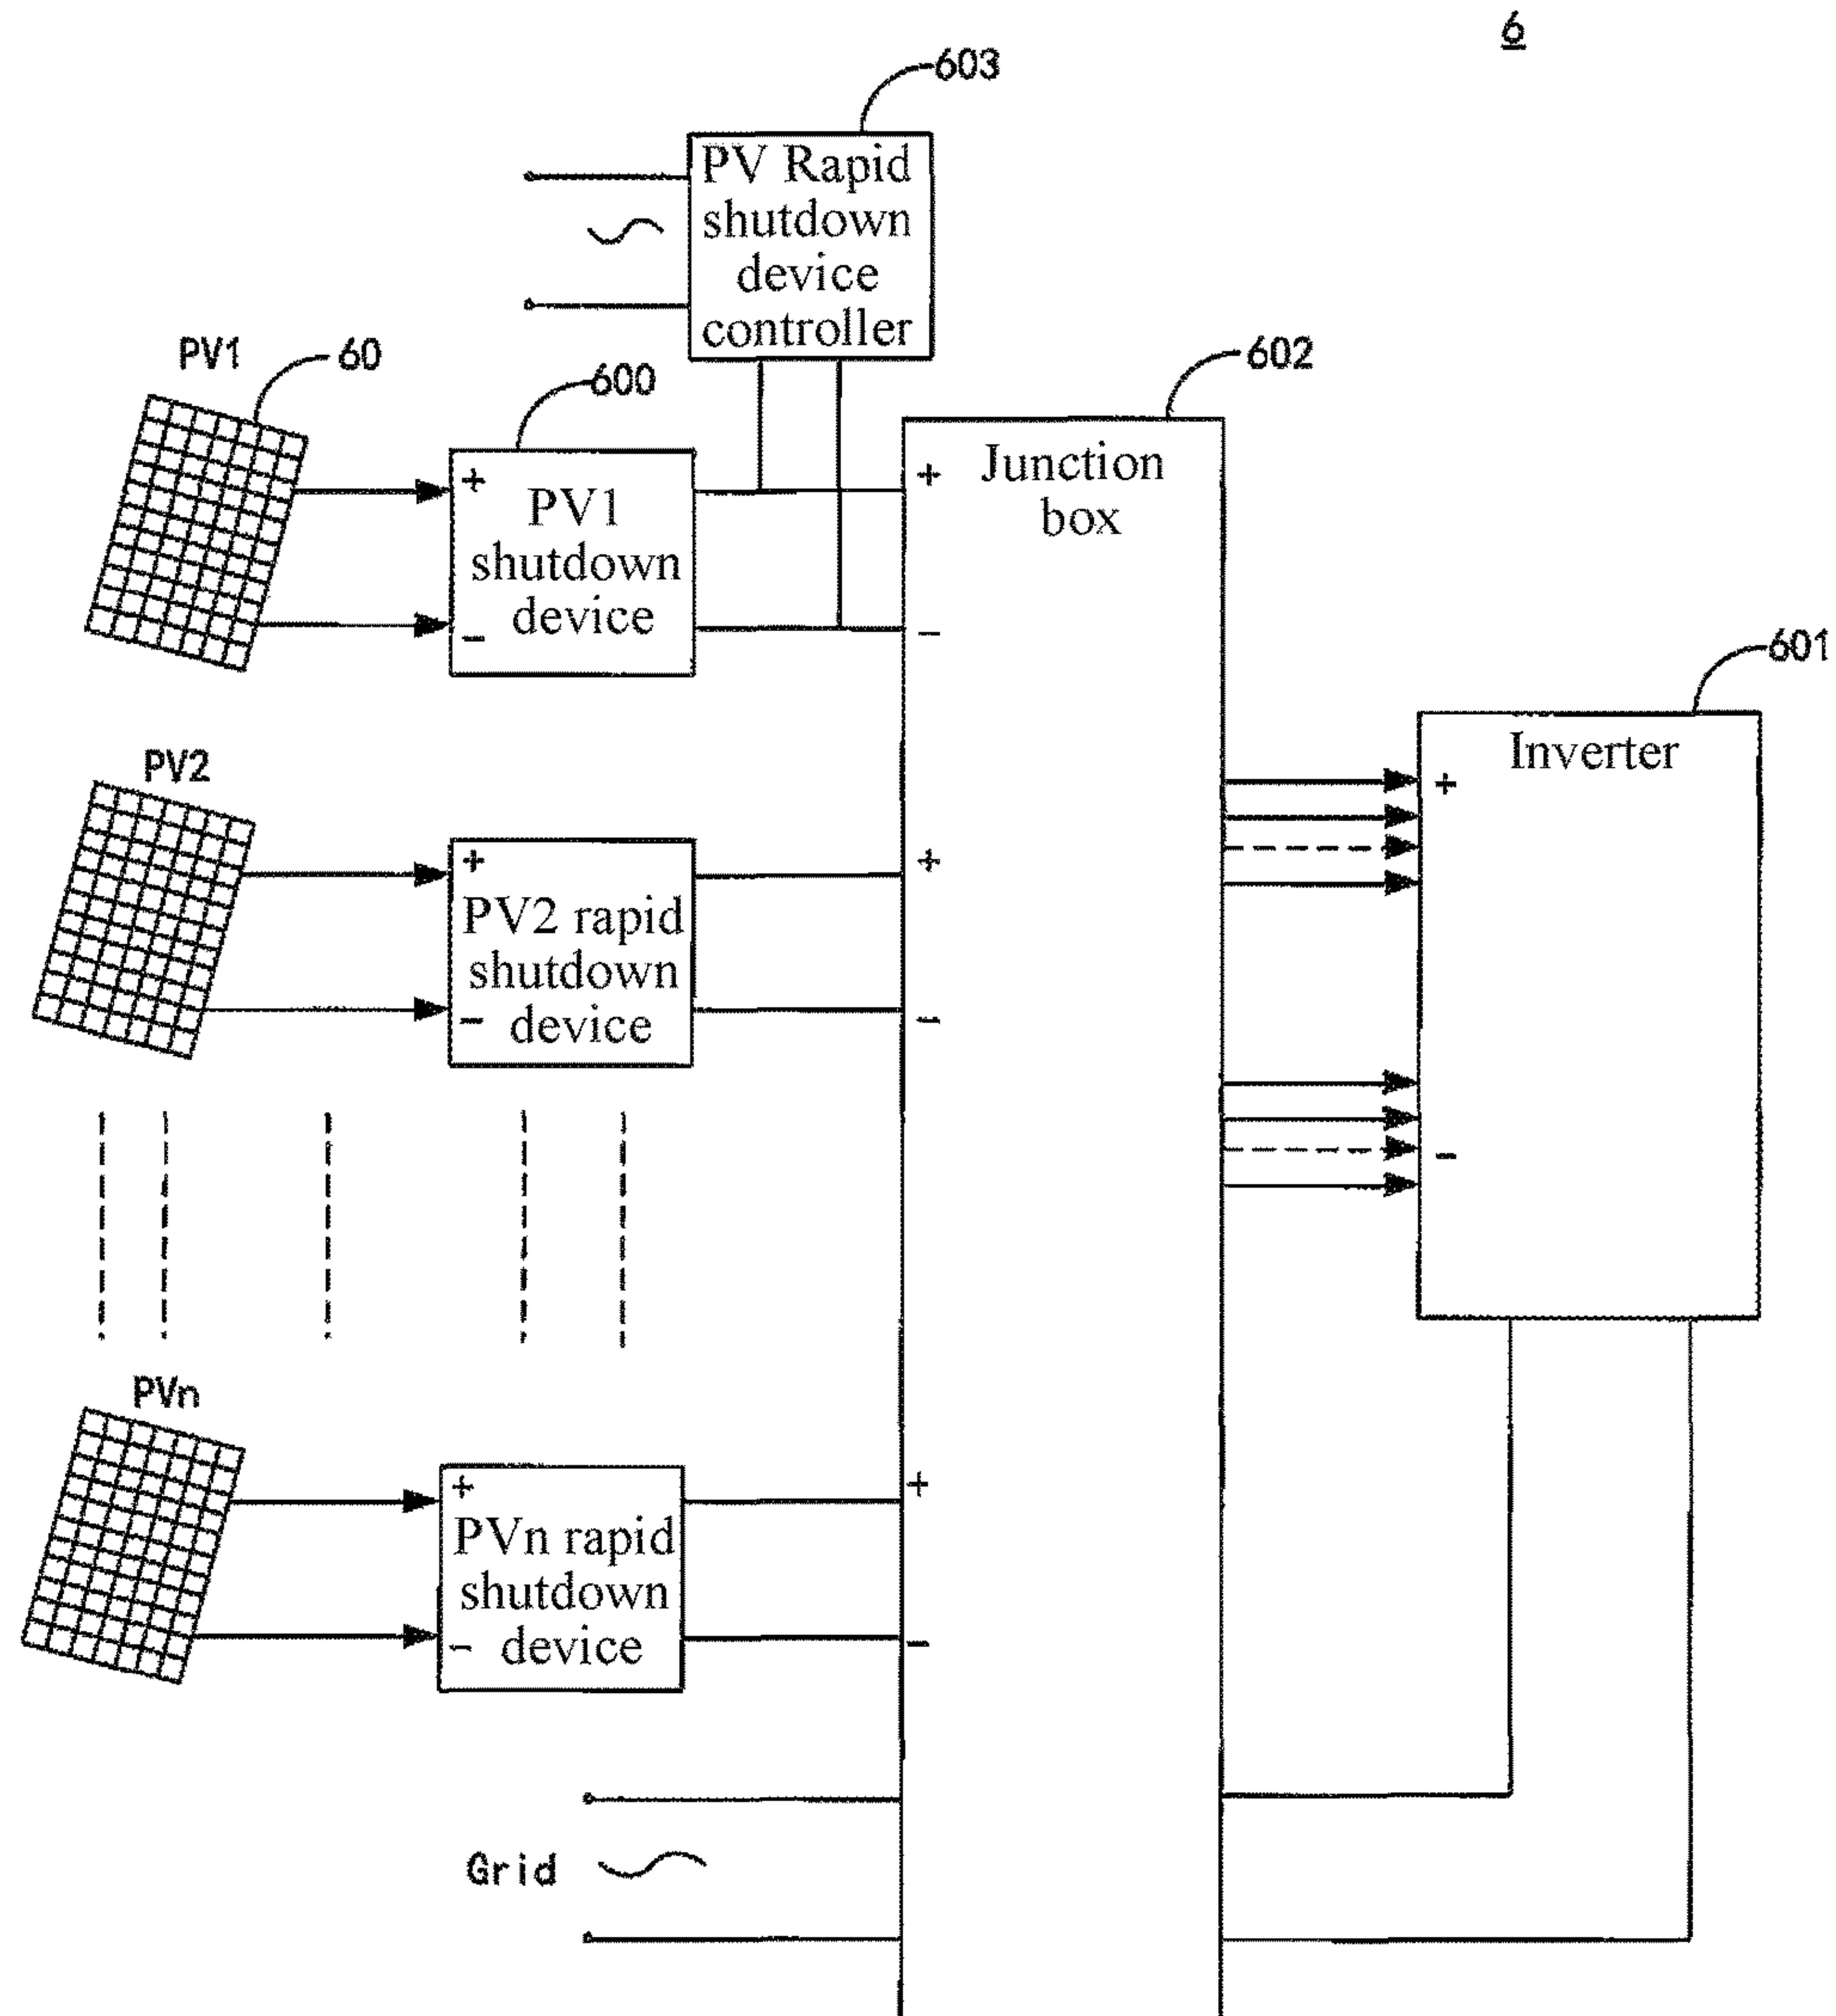 6
603
PV Rapid
shutdown
device
controller
PV1
60
600
602
+
PV1
shutdown
device
-
+
-
Junction
box
601
PV2
+
PV2 rapid
shutdown
device
-
+
-
Inverter
+
-
PVn
+
PVn rapid
shutdown
device
-
+
-
Grid